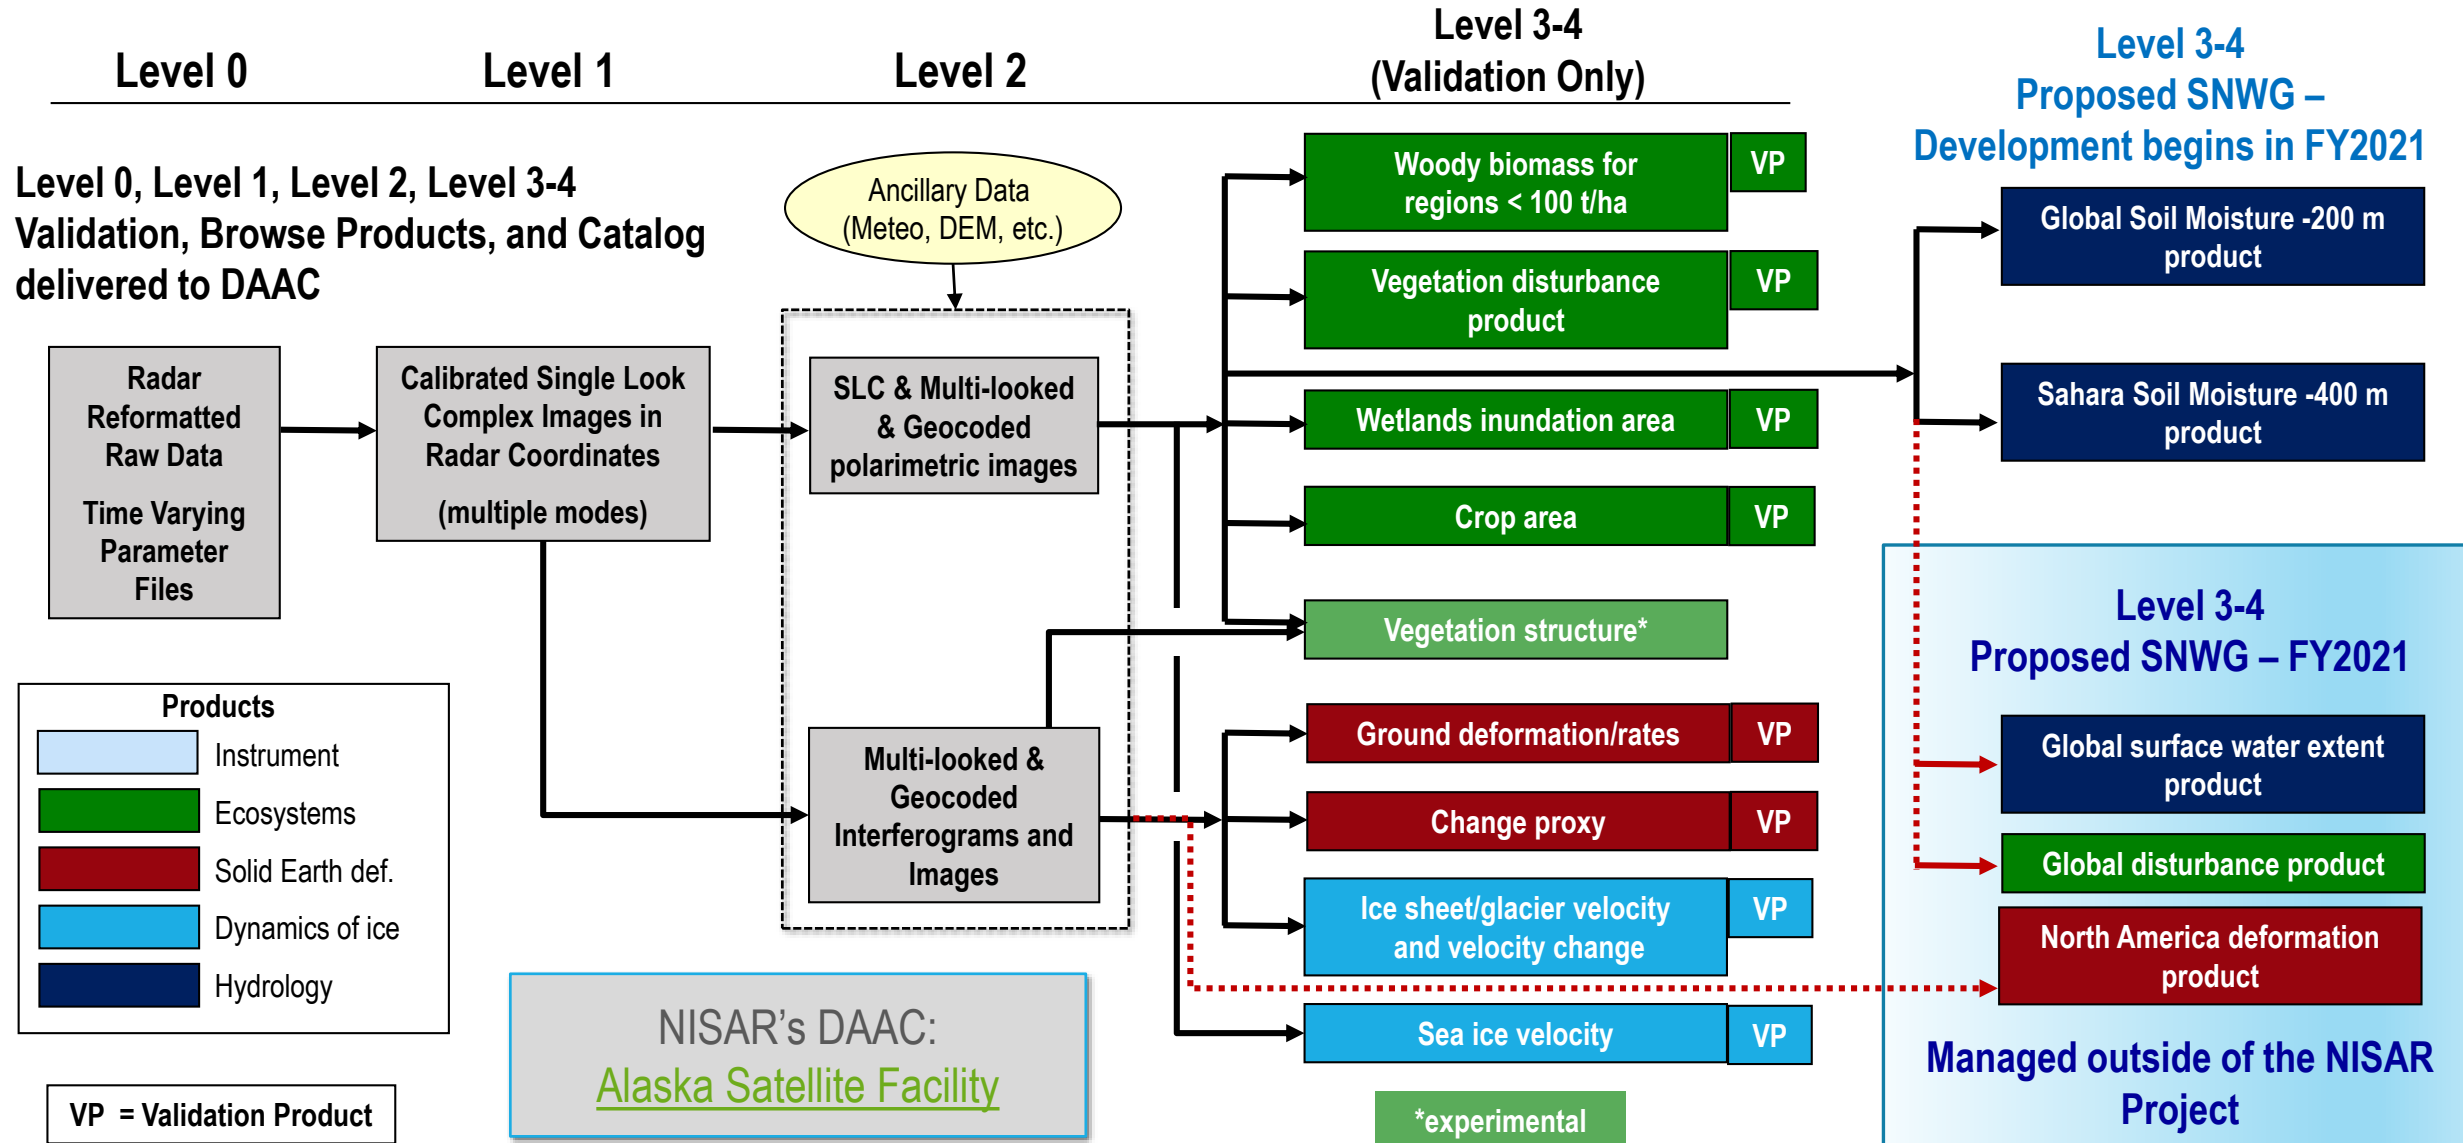 Level 0
Level 1
Level 2
Level 3-4
(Validation Only)
Level 3-4
Proposed SNWG –
Development begins in FY2021
Level 0, Level 1, Level 2, Level 3-4
Validation, Browse Products, and Catalog
delivered to DAAC
Ancillary Data
(Meteo, DEM, etc.)
Radar
Reformatted
Raw Data
Time Varying
Parameter
Files
Calibrated Single Look
Complex Images in
Radar Coordinates
(multiple modes)
SLC & Multi-looked
& Geocoded
polarimetric images
Multi-looked &
Geocoded
Interferograms and
Images
Woody biomass for
regions < 100 t/ha
VP
Vegetation disturbance
product
VP
Wetlands inundation area
VP
Crop area
VP
Vegetation structure*
Ground deformation/rates
VP
Change proxy
VP
Ice sheet/glacier velocity
and velocity change
VP
Sea ice velocity
VP
*experimental
Global Soil Moisture -200 m
product
Sahara Soil Moisture -400 m
product
Level 3-4
Proposed SNWG – FY2021
Global surface water extent
product
Global disturbance product
North America deformation
product
Managed outside of the NISAR
Project
Products
Instrument
Ecosystems
Solid Earth def.
Dynamics of ice
Hydrology
VP = Validation Product
NISAR's DAAC:
Alaska Satellite Facility